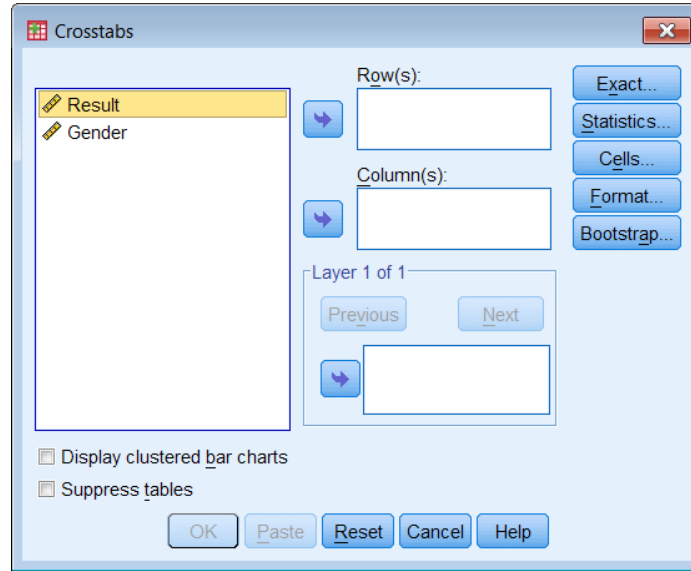 Crosstabs
Result
Gender
Row(s):
Column(s):
Layer 1 of 1
Previous
Next
Exact...
Statistics...
Cells...
Format...
Bootstrap...
Display clustered bar charts
Suppress tables
OK
Paste
Reset
Cancel
Help